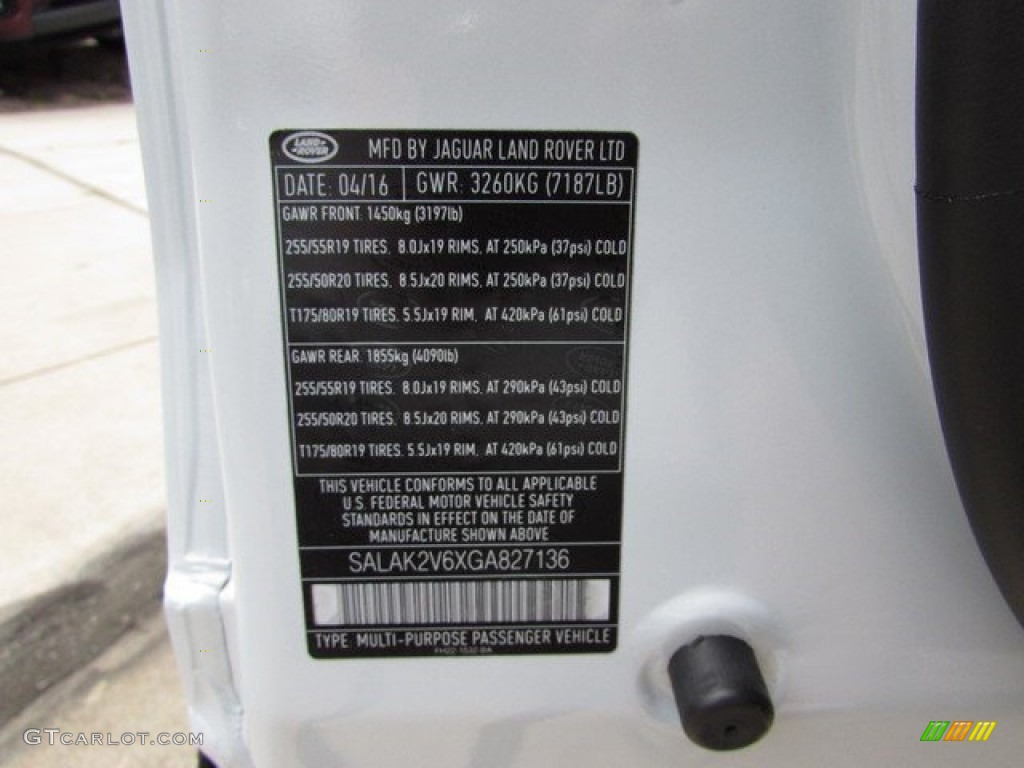 LAND ROVER MFD BY JAGUAR LAND ROVER LTD
DATE: 04/16 GWR: 3260KG (7187LB)
GAWR FRONT. 1450kg (3197lb)
255/55R19 TIRES. 8.0Jx19 RIMS. AT 250kPa (37psi) COLD
255/50R20 TIRES. 8.5Jx20 RIMS. AT 250kPa (37psi) COLD
T175/80R19 TIRES. 5.5Jx19 RIM. AT 420kPa (61psi) COLD
GAWR REAR. 1855kg (4090lb)
255/55R19 TIRES. 8.0Jx19 RIMS. AT 290kPa (43psi) COLD
255/50R20 TIRES. 8.5Jx20 RIMS. AT 290kPa (43psi) COLD
T175/80R19 TIRES. 5.5Jx19 RIM. AT 420kPa (61psi) COLD
THIS VEHICLE CONFORMS TO ALL APPLICABLE
U.S. FEDERAL MOTOR VEHICLE SAFETY
STANDARDS IN EFFECT ON THE DATE OF
MANUFACTURE SHOWN ABOVE
SALAK2V6XGA827136
TYPE. MULTI-PURPOSE PASSENGER VEHICLE
FH22-1532-BA
GTCARLOT.COM